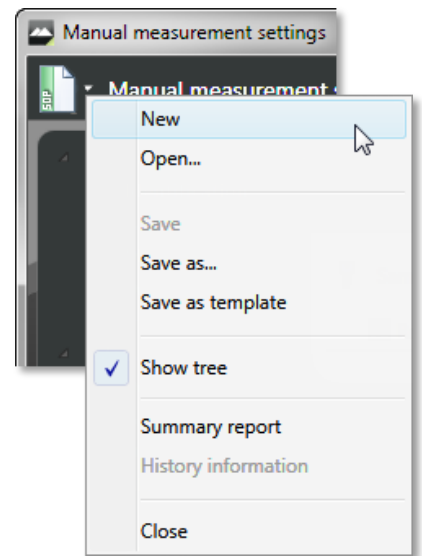 Manual measurement settings
SOP
Manual measurement s
New
Open...
Save
Save as...
Save as template
Show tree
Summary report
History information
Close